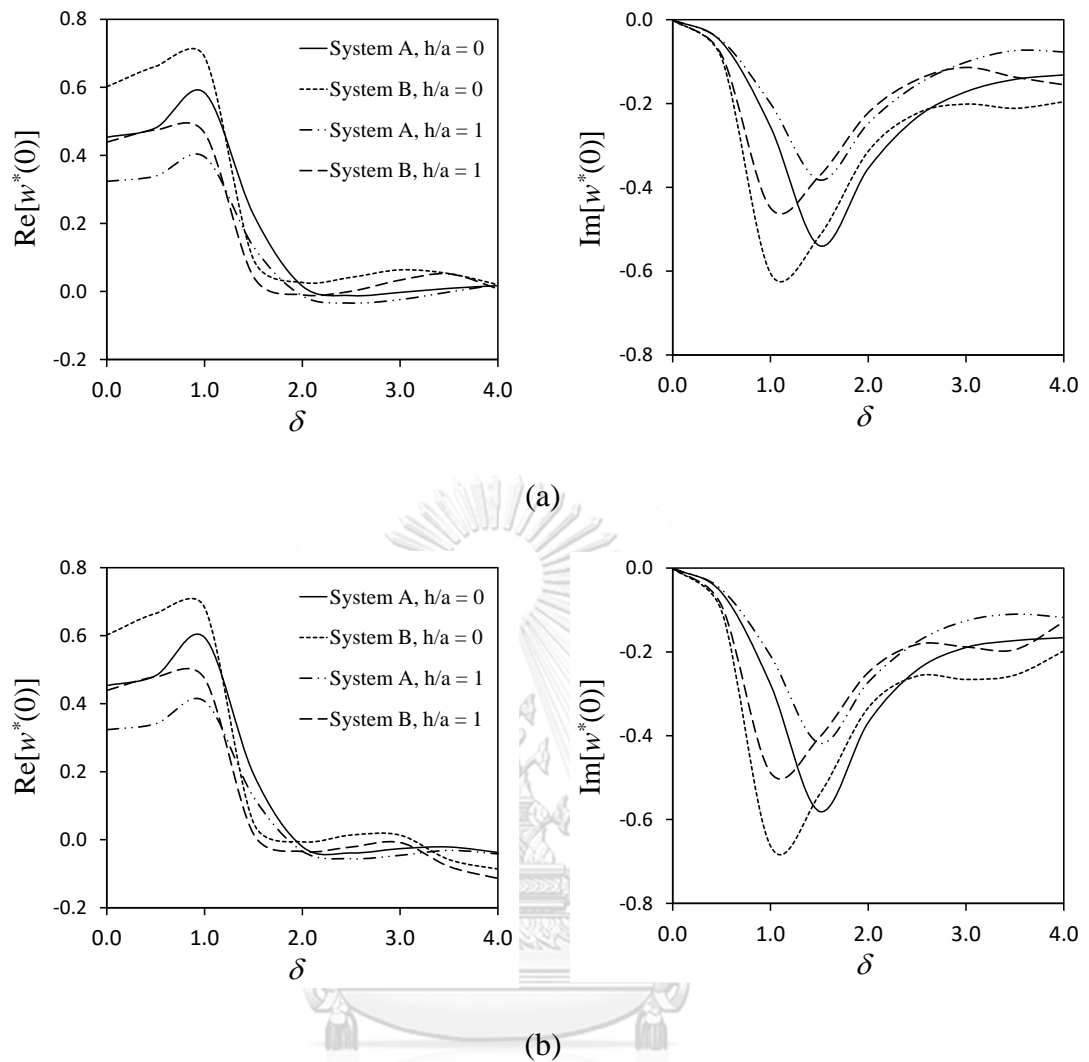 0.8
0.6
0.4
0.2
0.0
-0.2
Re[w*(0)]
System A, h/a = 0
System B, h/a = 0
System A, h/a = 1
System B, h/a = 1
0.0 1.0 2.0 3.0 4.0
δ
0.0
-0.2
-0.4
-0.6
-0.8
Im[w*(0)]
0.0 1.0 2.0 3.0 4.0
δ
(a)
0.8
0.6
0.4
0.2
0.0
-0.2
Re[w*(0)]
System A, h/a = 0
System B, h/a = 0
System A, h/a = 1
System B, h/a = 1
0.0 1.0 2.0 3.0 4.0
δ
0.0
-0.2
-0.4
-0.6
-0.8
Im[w*(0)]
0.0 1.0 2.0 3.0 4.0
δ
(b)